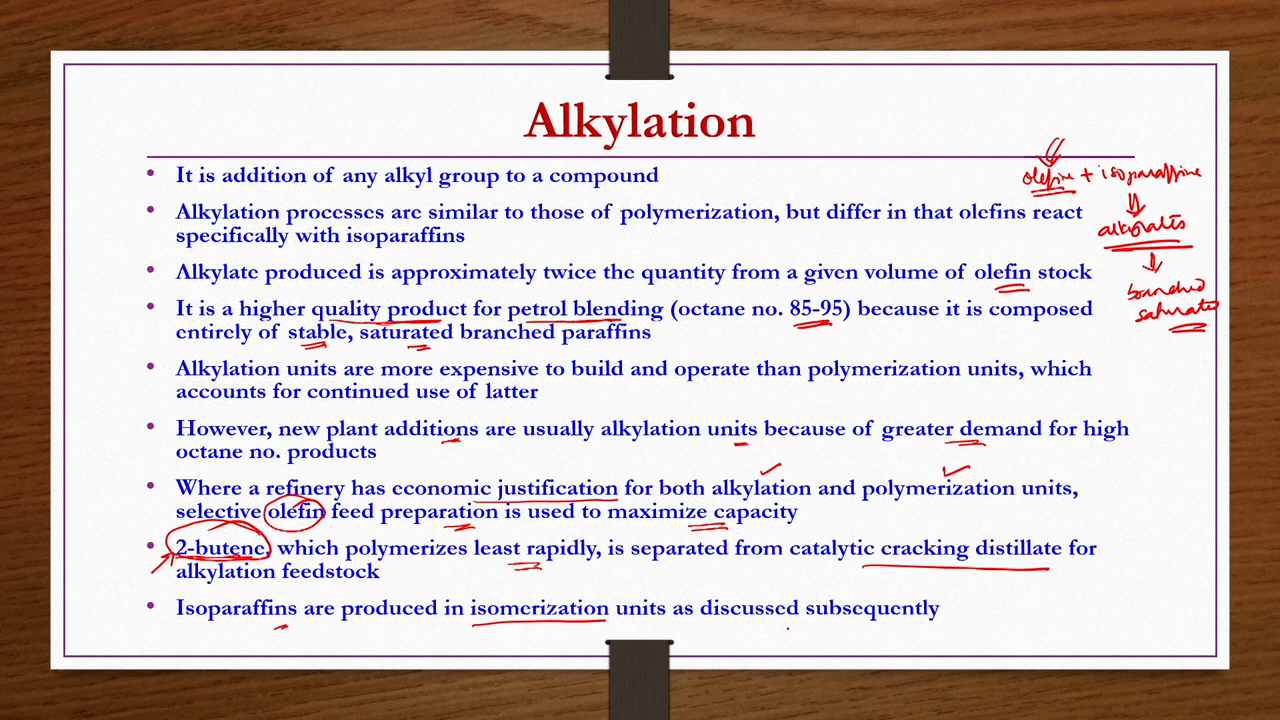 Alkylation
• It is addition of any alkyl group to a compound
olefine + isoparaffine
• Alkylation processes are similar to those of polymerization, but differ in that olefins react
specifically with isoparaffins
alkylates
• Alkylate produced is approximately twice the quantity from a given volume of olefin stock
branched
saturated
• It is a higher quality product for petrol blending (octane no. 85-95) because it is composed
entirely of stable, saturated branched paraffins
• Alkylation units are more expensive to build and operate than polymerization units, which
accounts for continued use of latter
• However, new plant additions are usually alkylation units because of greater demand for high
octane no. products
• Where a refinery has economic justification for both alkylation and polymerization units,
selective olefin feed preparation is used to maximize capacity
• 2-butene, which polymerizes least rapidly, is separated from catalytic cracking distillate for
alkylation feedstock
• Isoparaffins are produced in isomerization units as discussed subsequently